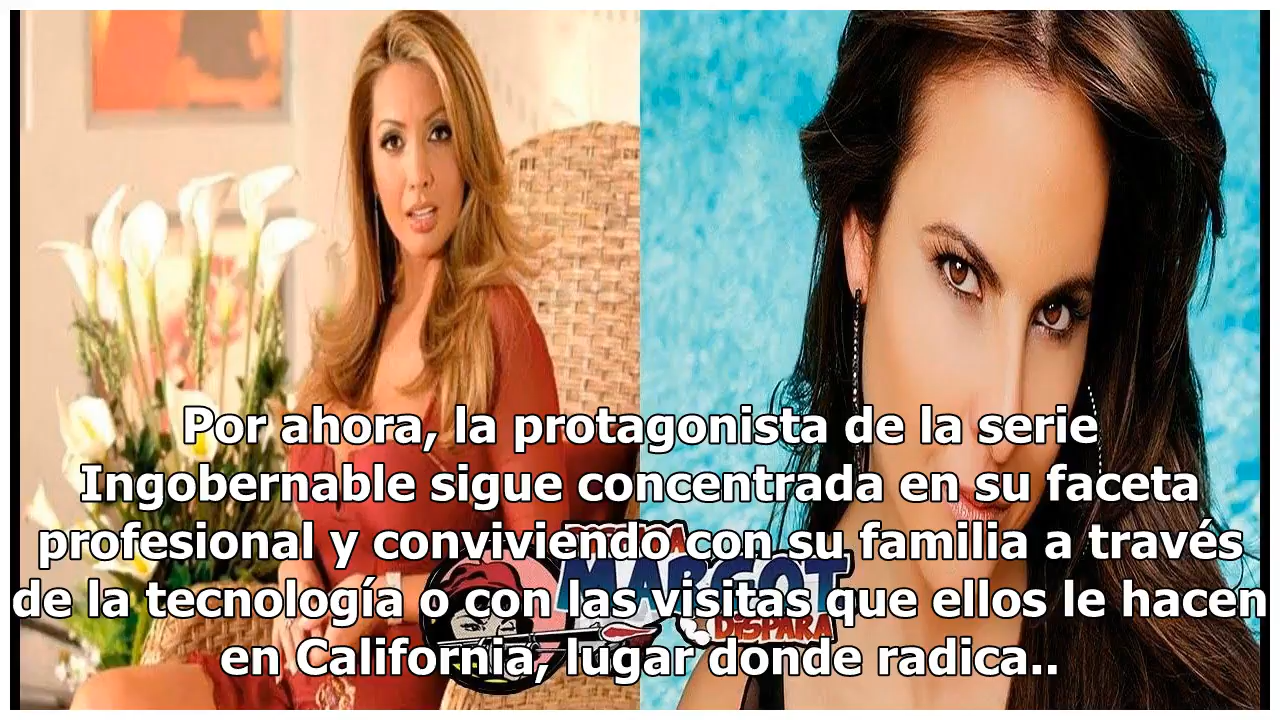 Por ahora, la protagonista de la serie
Ingobernable sigue concentrada en su faceta
profesional y conviviendo con su familia a través
de la tecnología o con las visitas que ellos le hacen
en California, lugar donde radica..
MARGOT
DISPARA